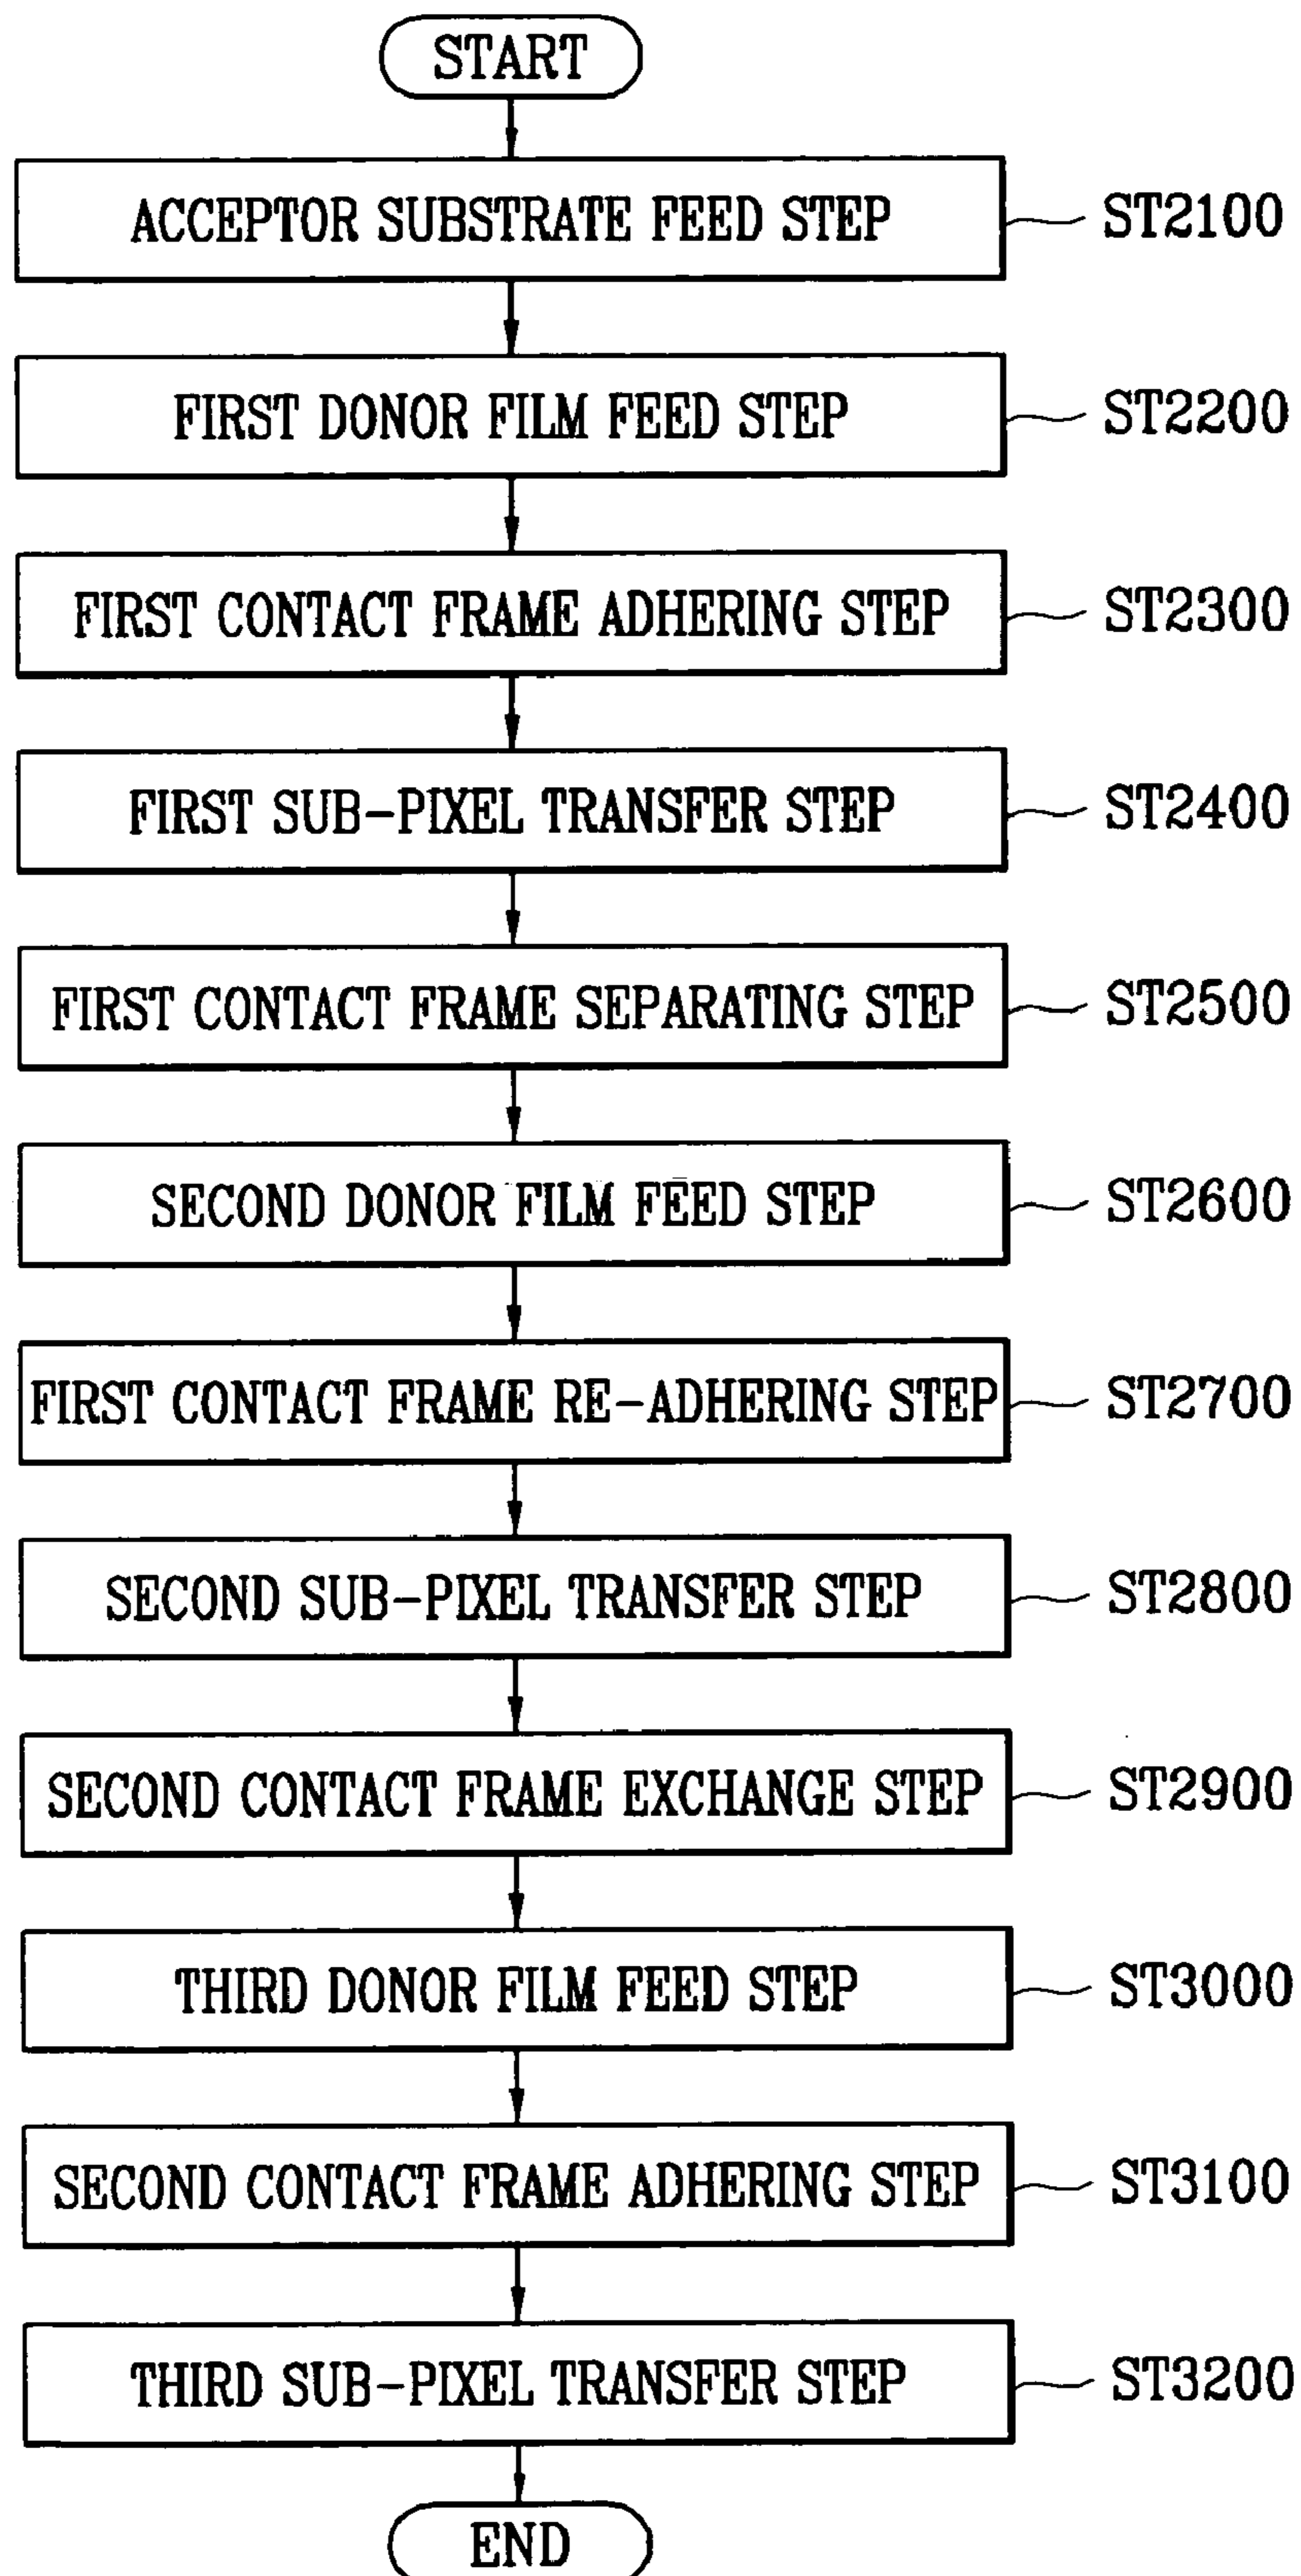 START
ACCEPTOR SUBSTRATE FEED STEP ST2100
FIRST DONOR FILM FEED STEP ST2200
FIRST CONTACT FRAME ADHERING STEP ST2300
FIRST SUB-PIXEL TRANSFER STEP ST2400
FIRST CONTACT FRAME SEPARATING STEP ST2500
SECOND DONOR FILM FEED STEP ST2600
FIRST CONTACT FRAME RE-ADHERING STEP ST2700
SECOND SUB-PIXEL TRANSFER STEP ST2800
SECOND CONTACT FRAME EXCHANGE STEP ST2900
THIRD DONOR FILM FEED STEP ST3000
SECOND CONTACT FRAME ADHERING STEP ST3100
THIRD SUB-PIXEL TRANSFER STEP ST3200
END